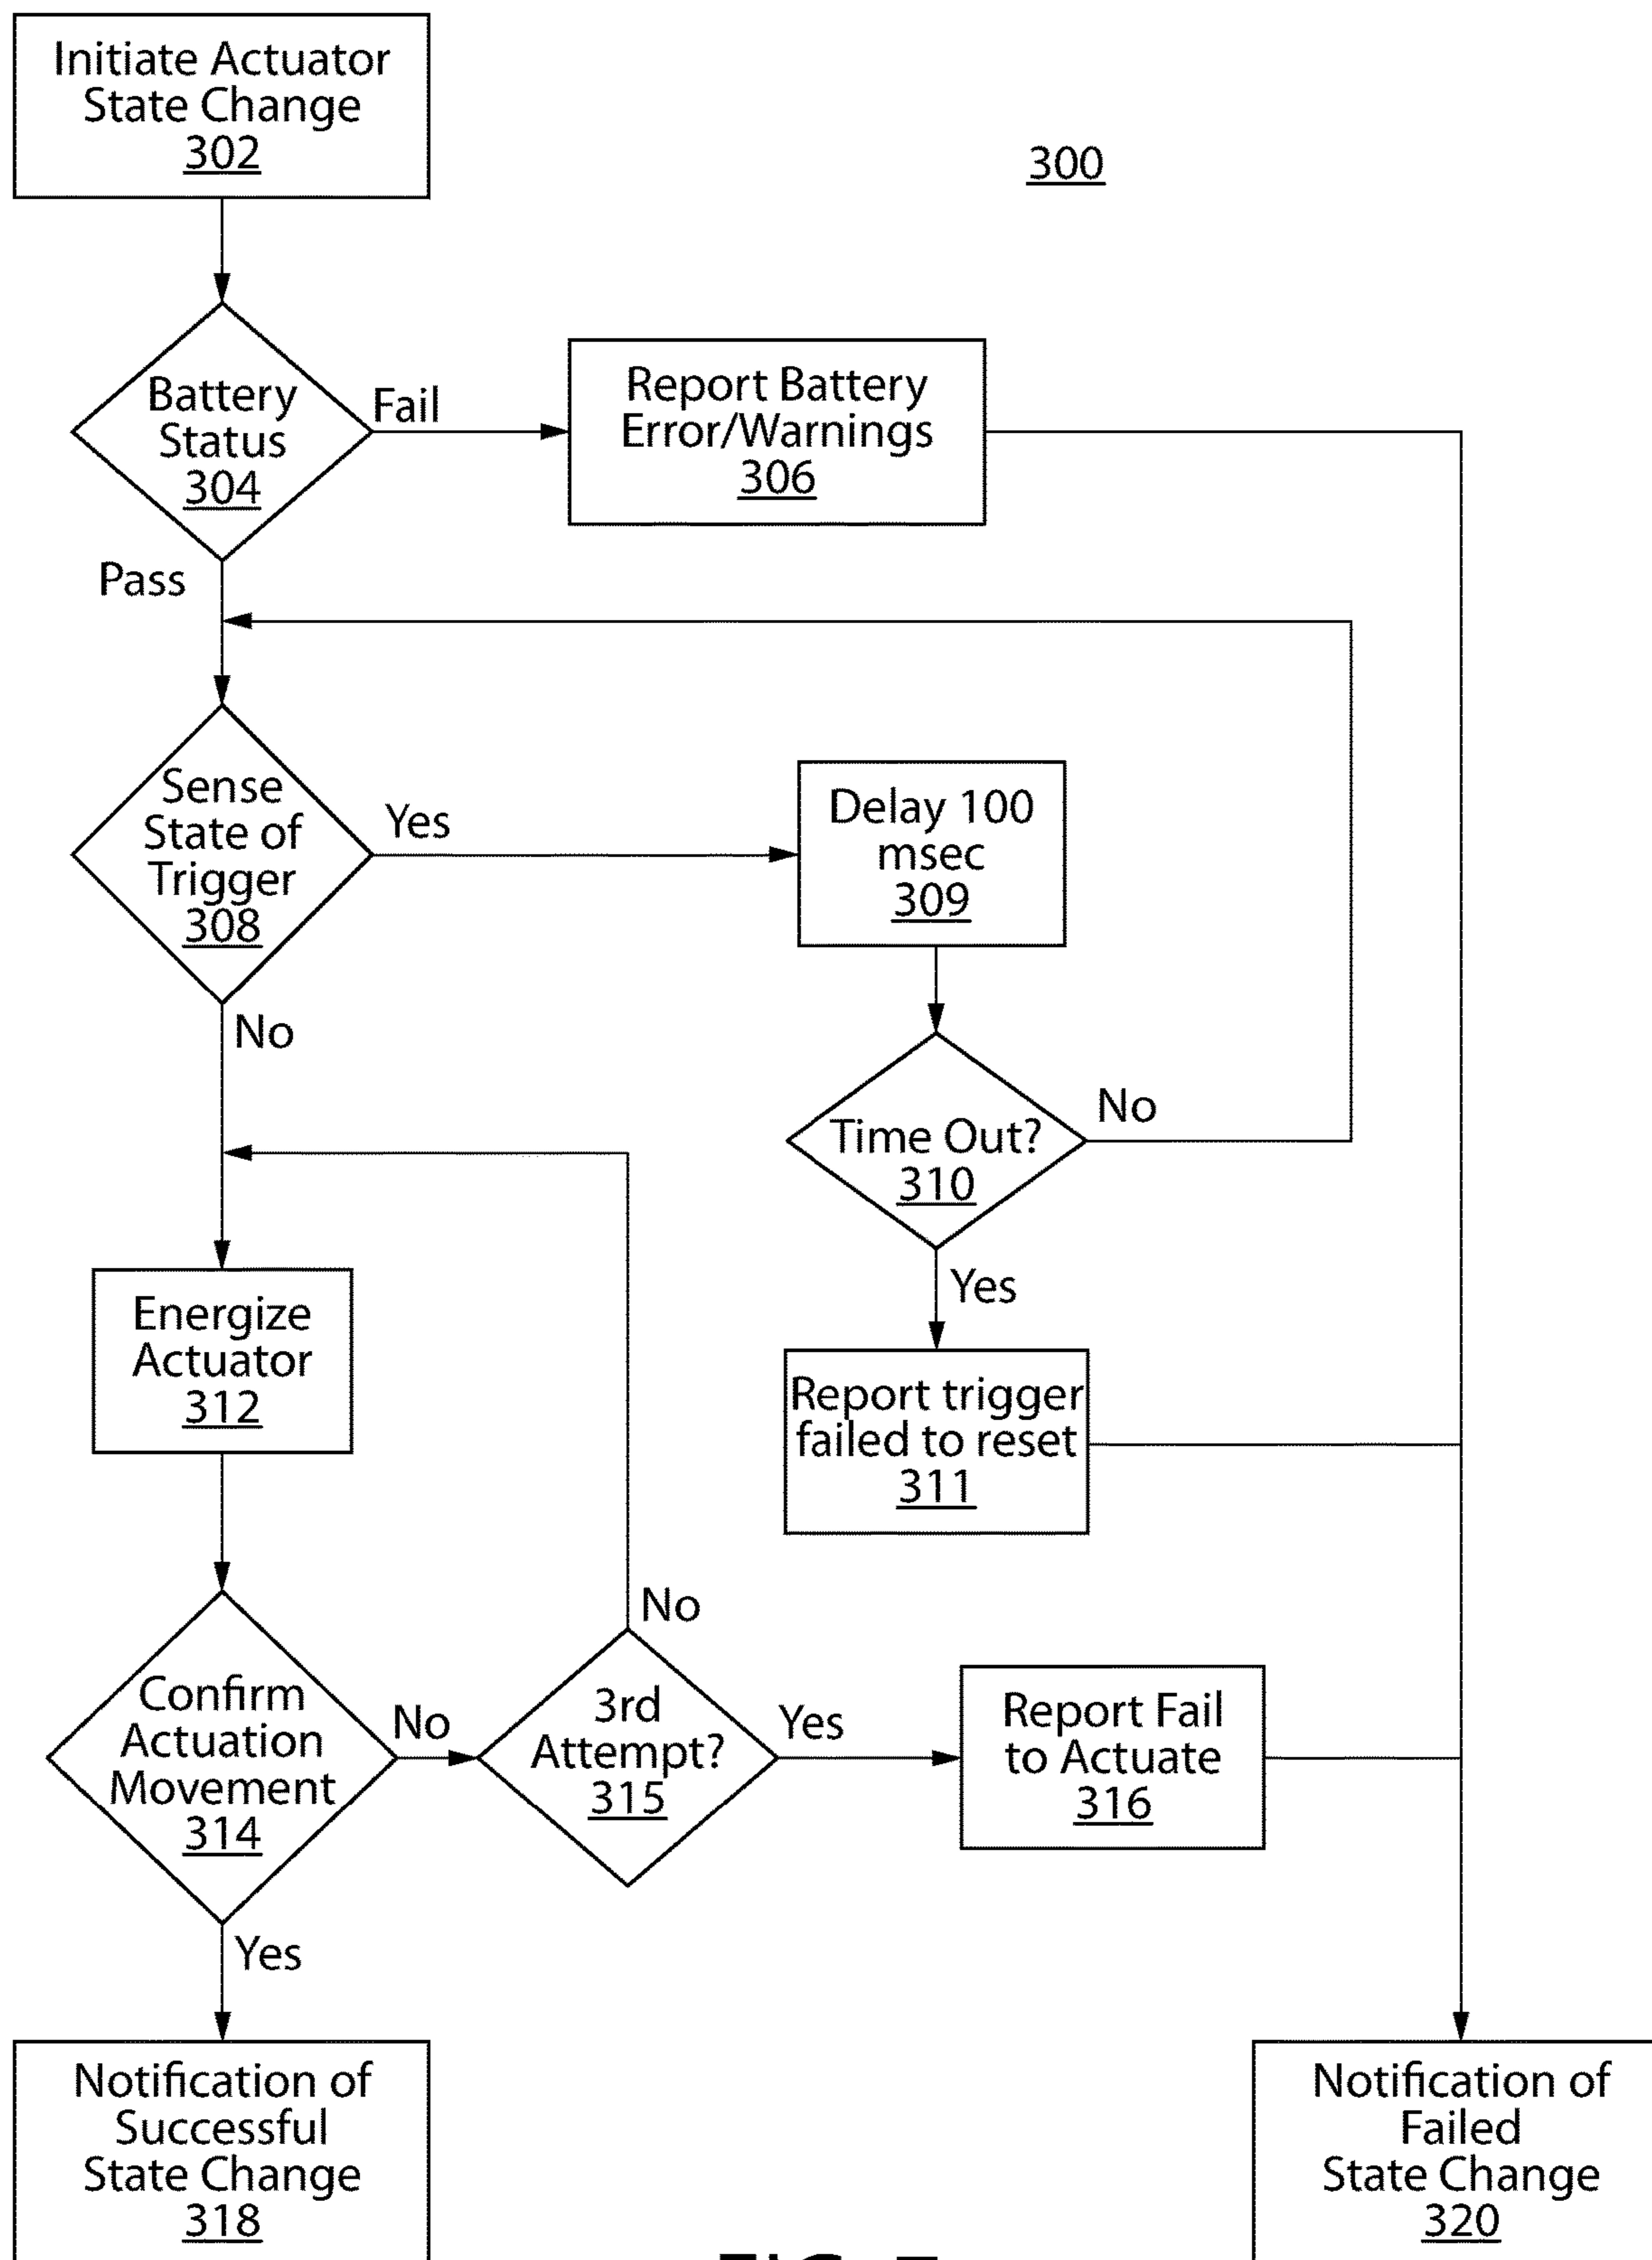 Initiate Actuator
State Change
302
300
Battery
Status
304
Fail
Report Battery
Error/Warnings
306
Pass
Sense
State of
Trigger
308
Yes
Delay 100
msec
309
No
Time Out?
310
No
Yes
Energize
Actuator
312
Report trigger
failed to reset
311
No
Confirm
Actuation
Movement
314
No
3rd
Attempt?
315
Yes
Report Fail
to Actuate
316
Yes
Notification of
Successful
State Change
318
Notification of
Failed
State Change
320